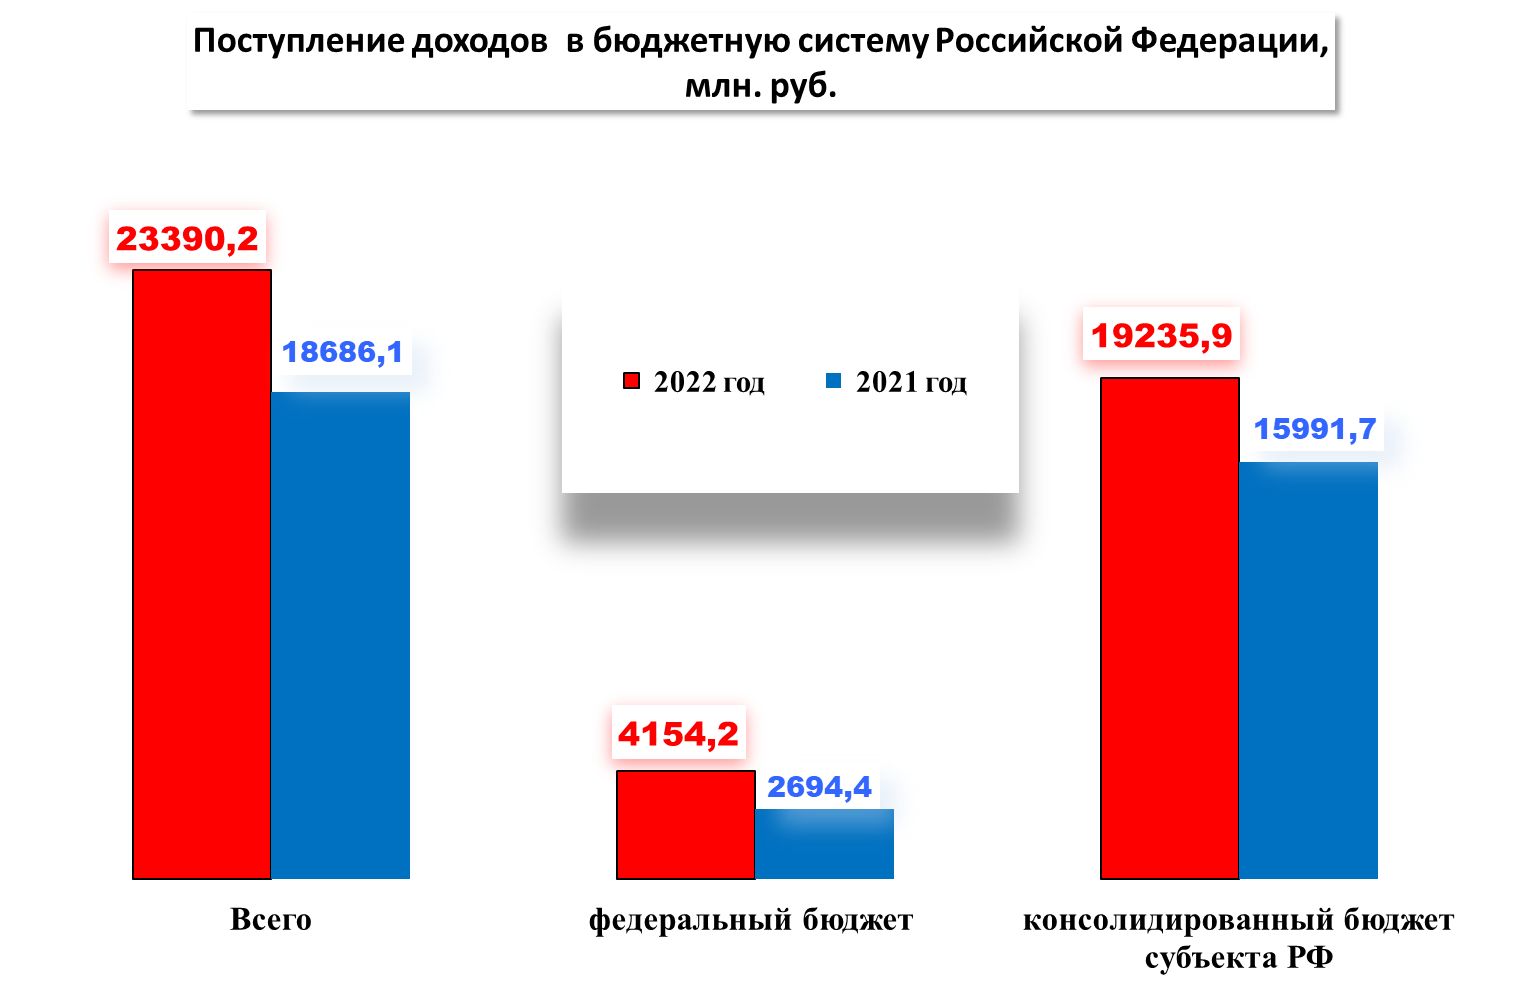 Поступление доходов  в бюджетную систему Российской Федерации,
млн. руб.
23390,2
18686,1
2022 год
2021 год
19235,9
15991,7
4154,2
2694,4
Всего
федеральный бюджет
консолидированный бюджет
субъекта РФ